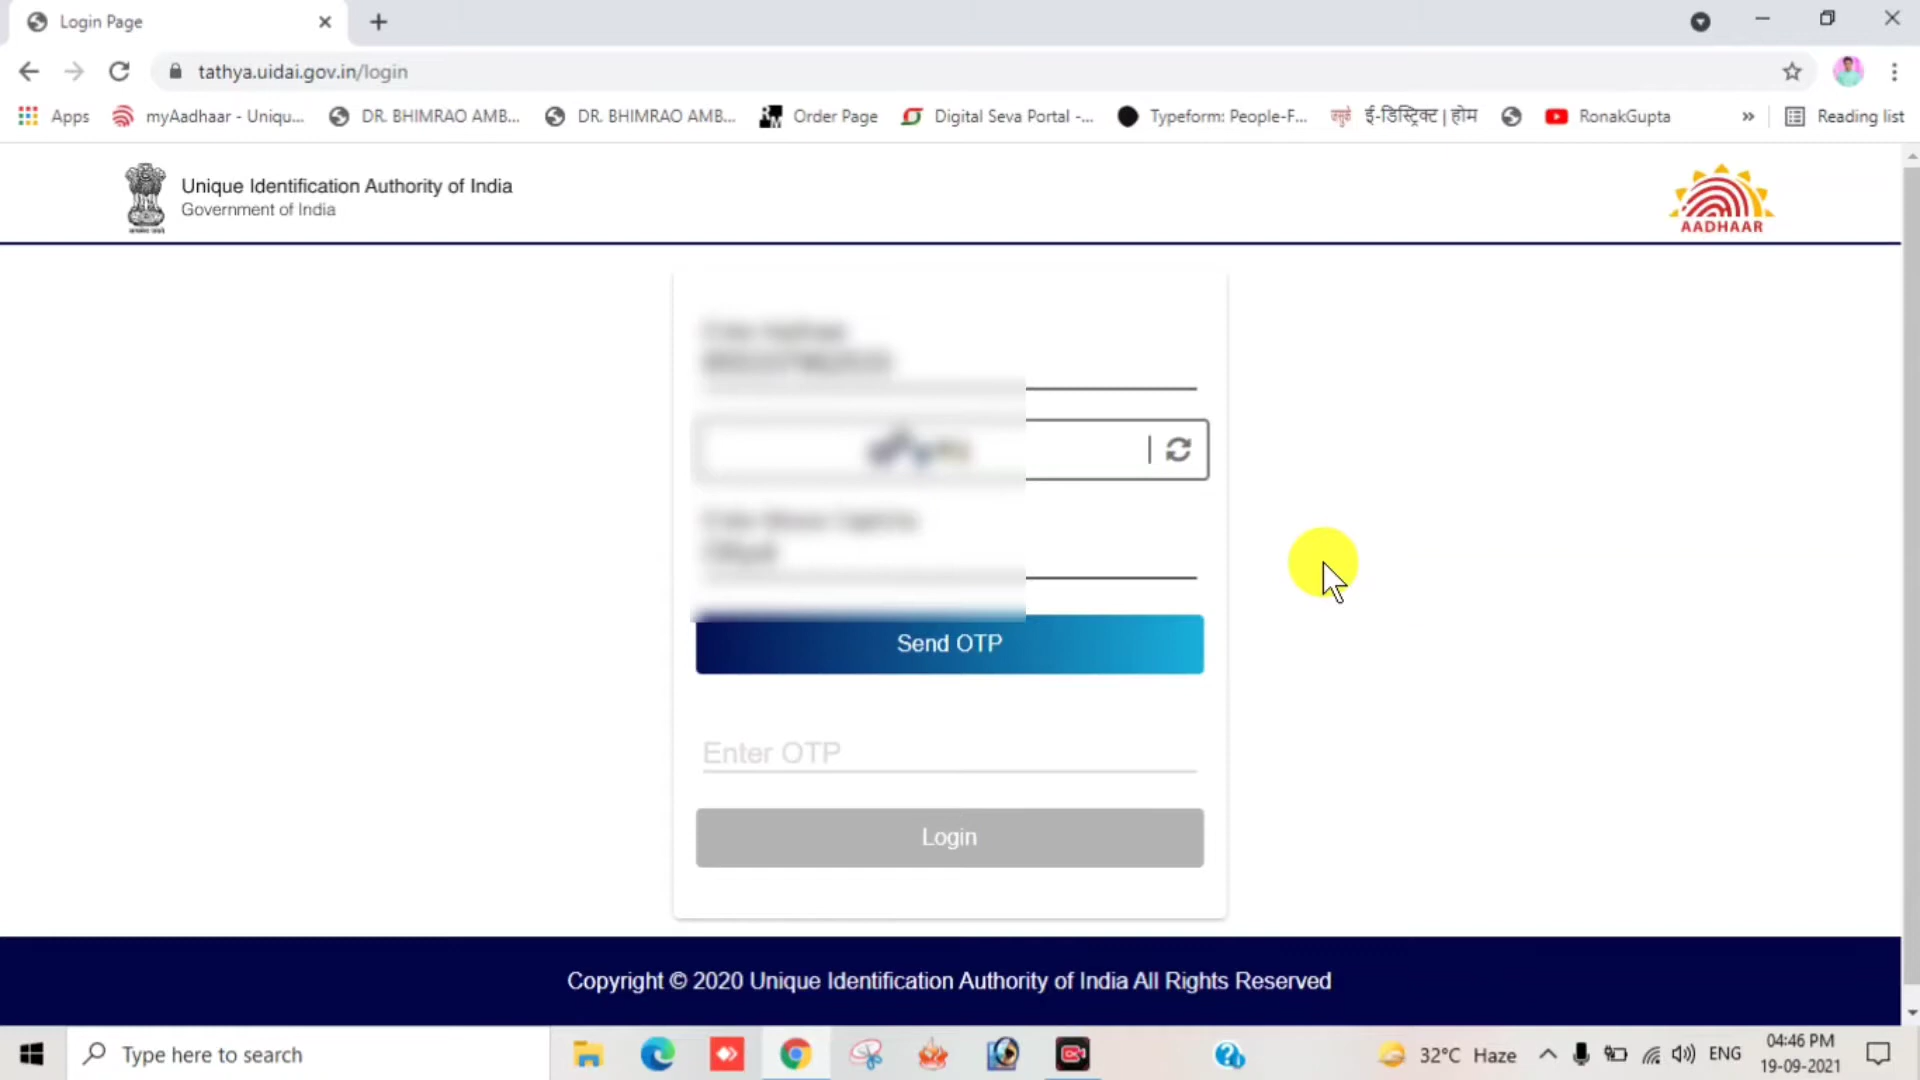 Login Page
tathya.uidai.gov.in/login
Apps
myAadhaar - Uniqu...
DR. BHIMRAO AMB...
DR. BHIMRAO AMB...
Order Page
Digital Seva Portal -...
Typeform: People-F...
ई-डिस्ट्रिक्ट | होम
RonakGupta
»
Reading list
Unique Identification Authority of India
Government of India
AADHAAR
Send OTP
Enter OTP
Login
Copyright © 2020 Unique Identification Authority of India All Rights Reserved
Type here to search
32°C Haze
ENG
04:46 PM
19-09-2021